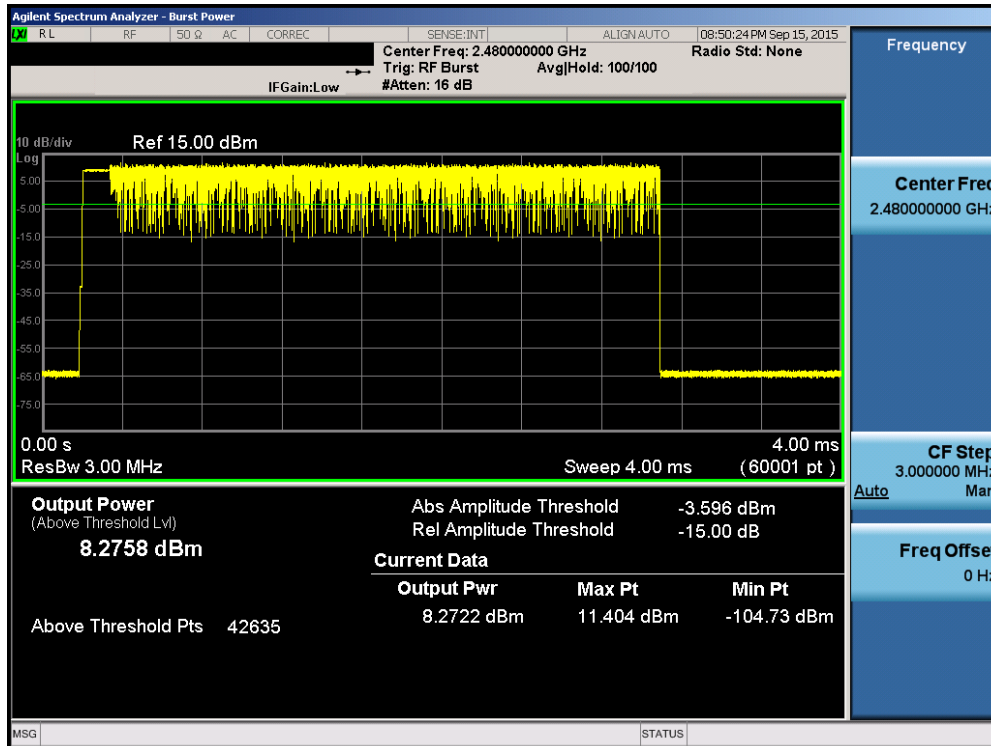 Agilent Spectrum Analyzer - Burst Power
LXI RL RF 50 Ω AC CORREC SENSE:INT ALIGN AUTO 08:50:24 PM Sep 15, 2015
Center Freq: 2.480000000 GHz Radio Std: None
Trig: RF Burst Avg|Hold: 100/100
IFGain:Low #Atten: 16 dB
10 dB/div Ref 15.00 dBm
Log
5.00
-5.00
-15.0
-25.0
-35.0
-45.0
-55.0
-65.0
-75.0
0.00 s 4.00 ms
ResBw 3.00 MHz Sweep 4.00 ms (60001 pt)
Output Power
(Above Threshold Lvl)
8.2758 dBm
Above Threshold Pts 42635
Abs Amplitude Threshold -3.596 dBm
Rel Amplitude Threshold -15.00 dB
Current Data
Output Pwr Max Pt Min Pt
8.2722 dBm 11.404 dBm -104.73 dBm
Frequency
Center Freq
2.480000000 GHz
CF Step
3.000000 MHz
Auto Man
Freq Offset
0 Hz
MSG STATUS